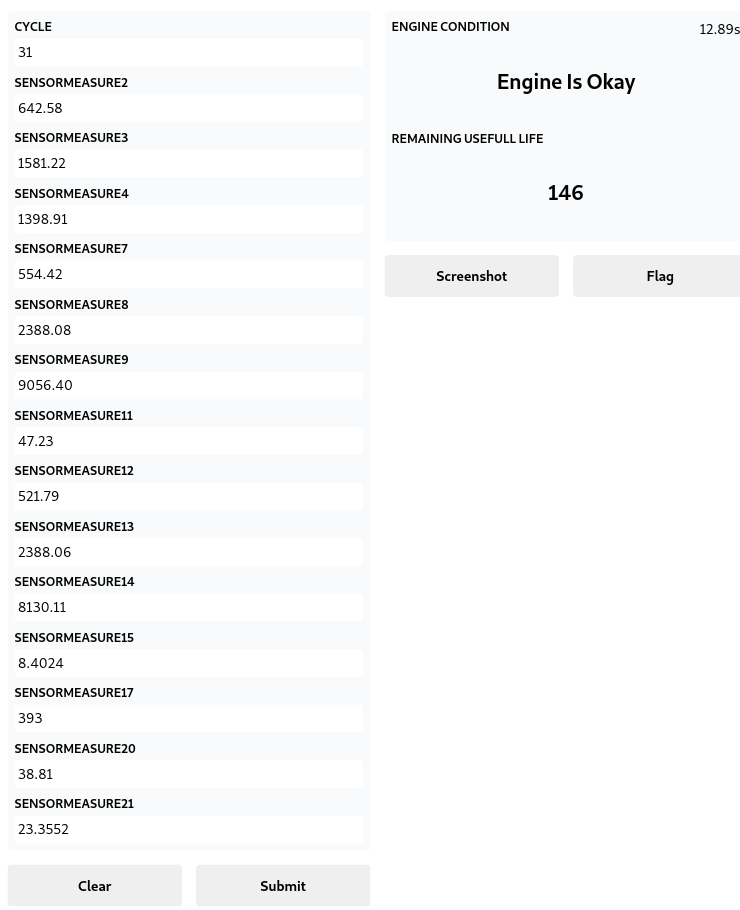 CYCLE
31
SENSORMEASURE2
642.58
SENSORMEASURE3
1581.22
SENSORMEASURE4
1398.91
SENSORMEASURE7
554.42
SENSORMEASURE8
2388.08
SENSORMEASURE9
9056.40
SENSORMEASURE11
47.23
SENSORMEASURE12
521.79
SENSORMEASURE13
2388.06
SENSORMEASURE14
8130.11
SENSORMEASURE15
8.4024
SENSORMEASURE17
393
SENSORMEASURE20
38.81
SENSORMEASURE21
23.3552
Clear Submit
ENGINE CONDITION 12.89s
Engine Is Okay
REMAINING USEFULL LIFE
146
Screenshot Flag